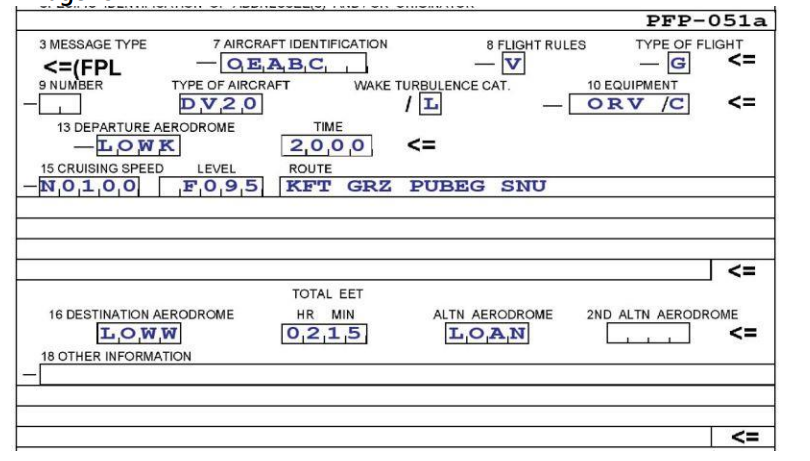 PFP-051a
3 MESSAGE TYPE 7 AIRCRAFT IDENTIFICATION 8 FLIGHT RULES TYPE OF FLIGHT
<=(FPL — OEABC — V — G <=
9 NUMBER TYPE OF AIRCRAFT WAKE TURBULENCE CAT. 10 EQUIPMENT
— DV20 / L — ORV /C <=
13 DEPARTURE AERODROME TIME
—LOWK 2000 <=
15 CRUISING SPEED LEVEL ROUTE
—N0100 F095 KFT GRZ PUBEG SNU
<=
TOTAL EET
16 DESTINATION AERODROME HR MIN ALTN AERODROME 2ND ALTN AERODROME
LOWW 0215 LOAN <=
18 OTHER INFORMATION
—
<=